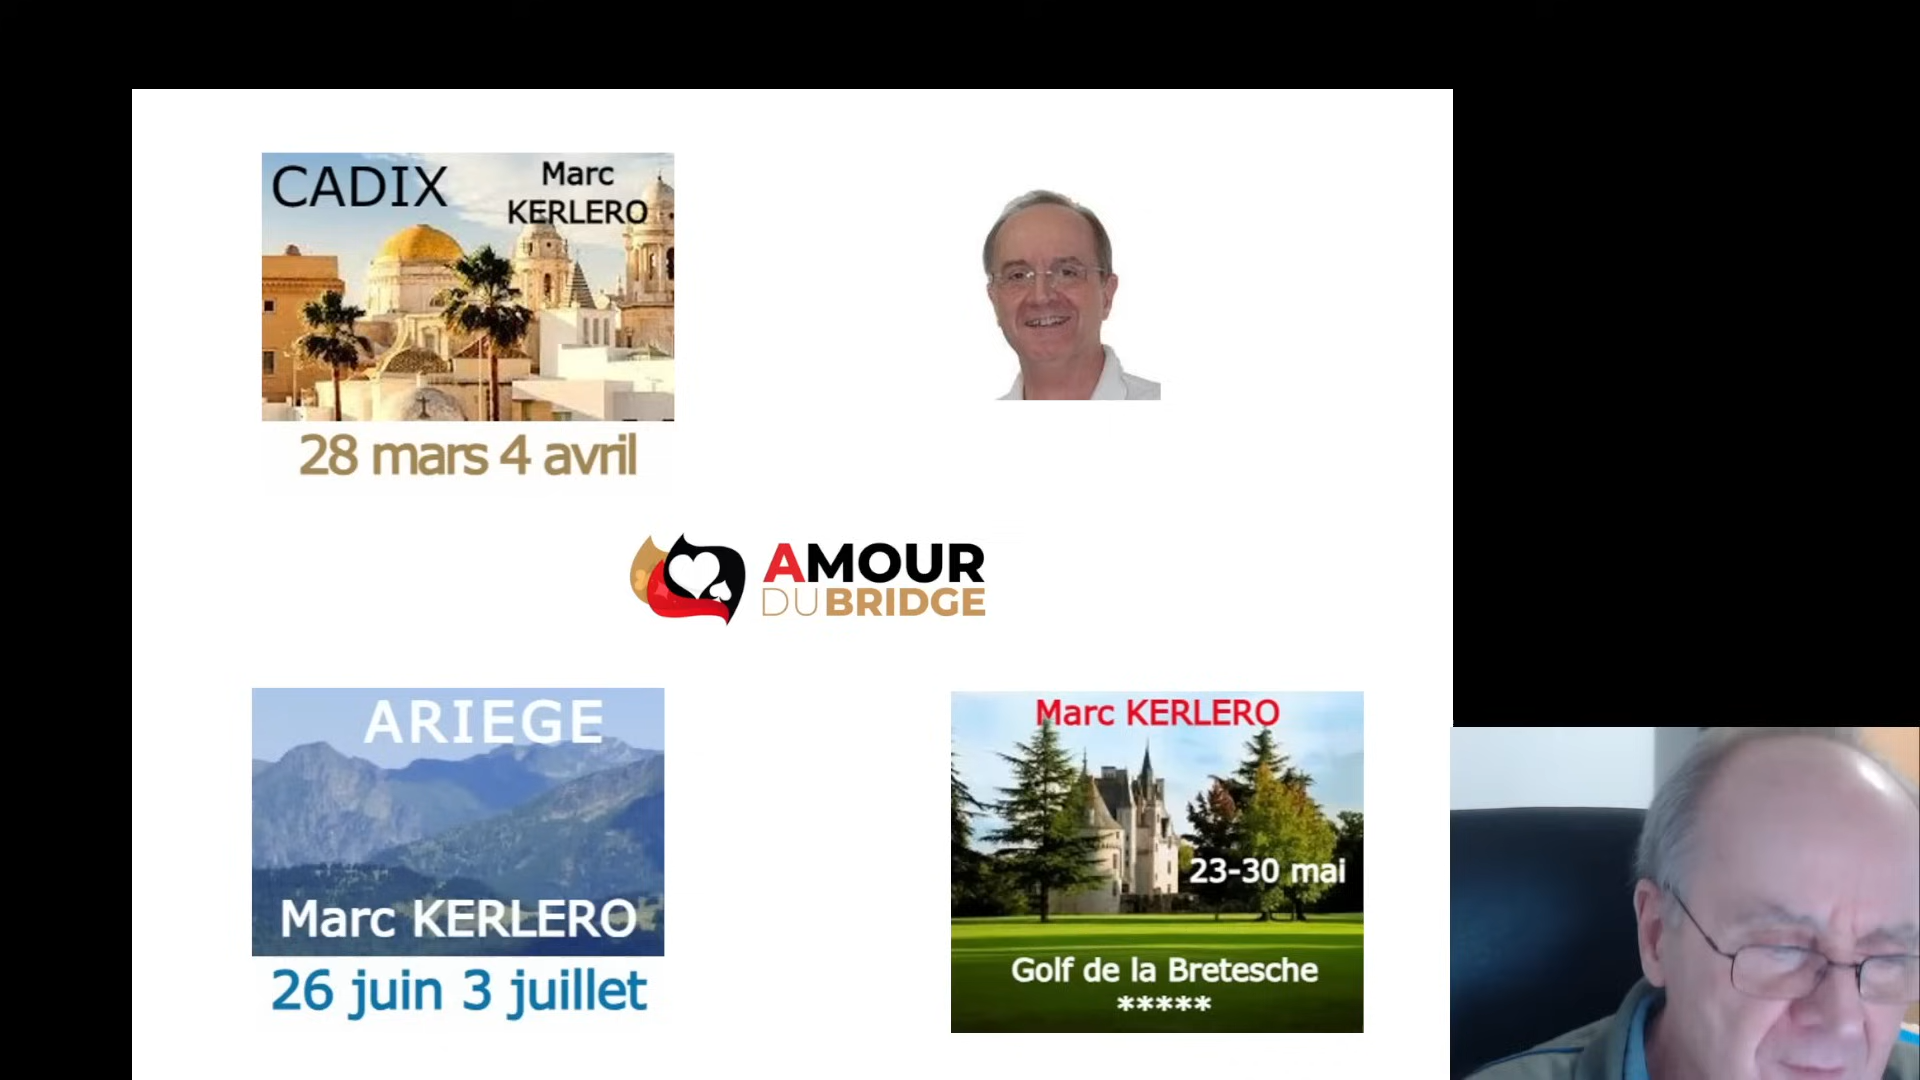 CADIX
Marc
KERLERO
28 mars 4 avril
AMOUR
DU BRIDGE
ARIEGE
Marc KERLERO
26 juin 3 juillet
Marc KERLERO
23-30 mai
Golf de la Bretesche
*****